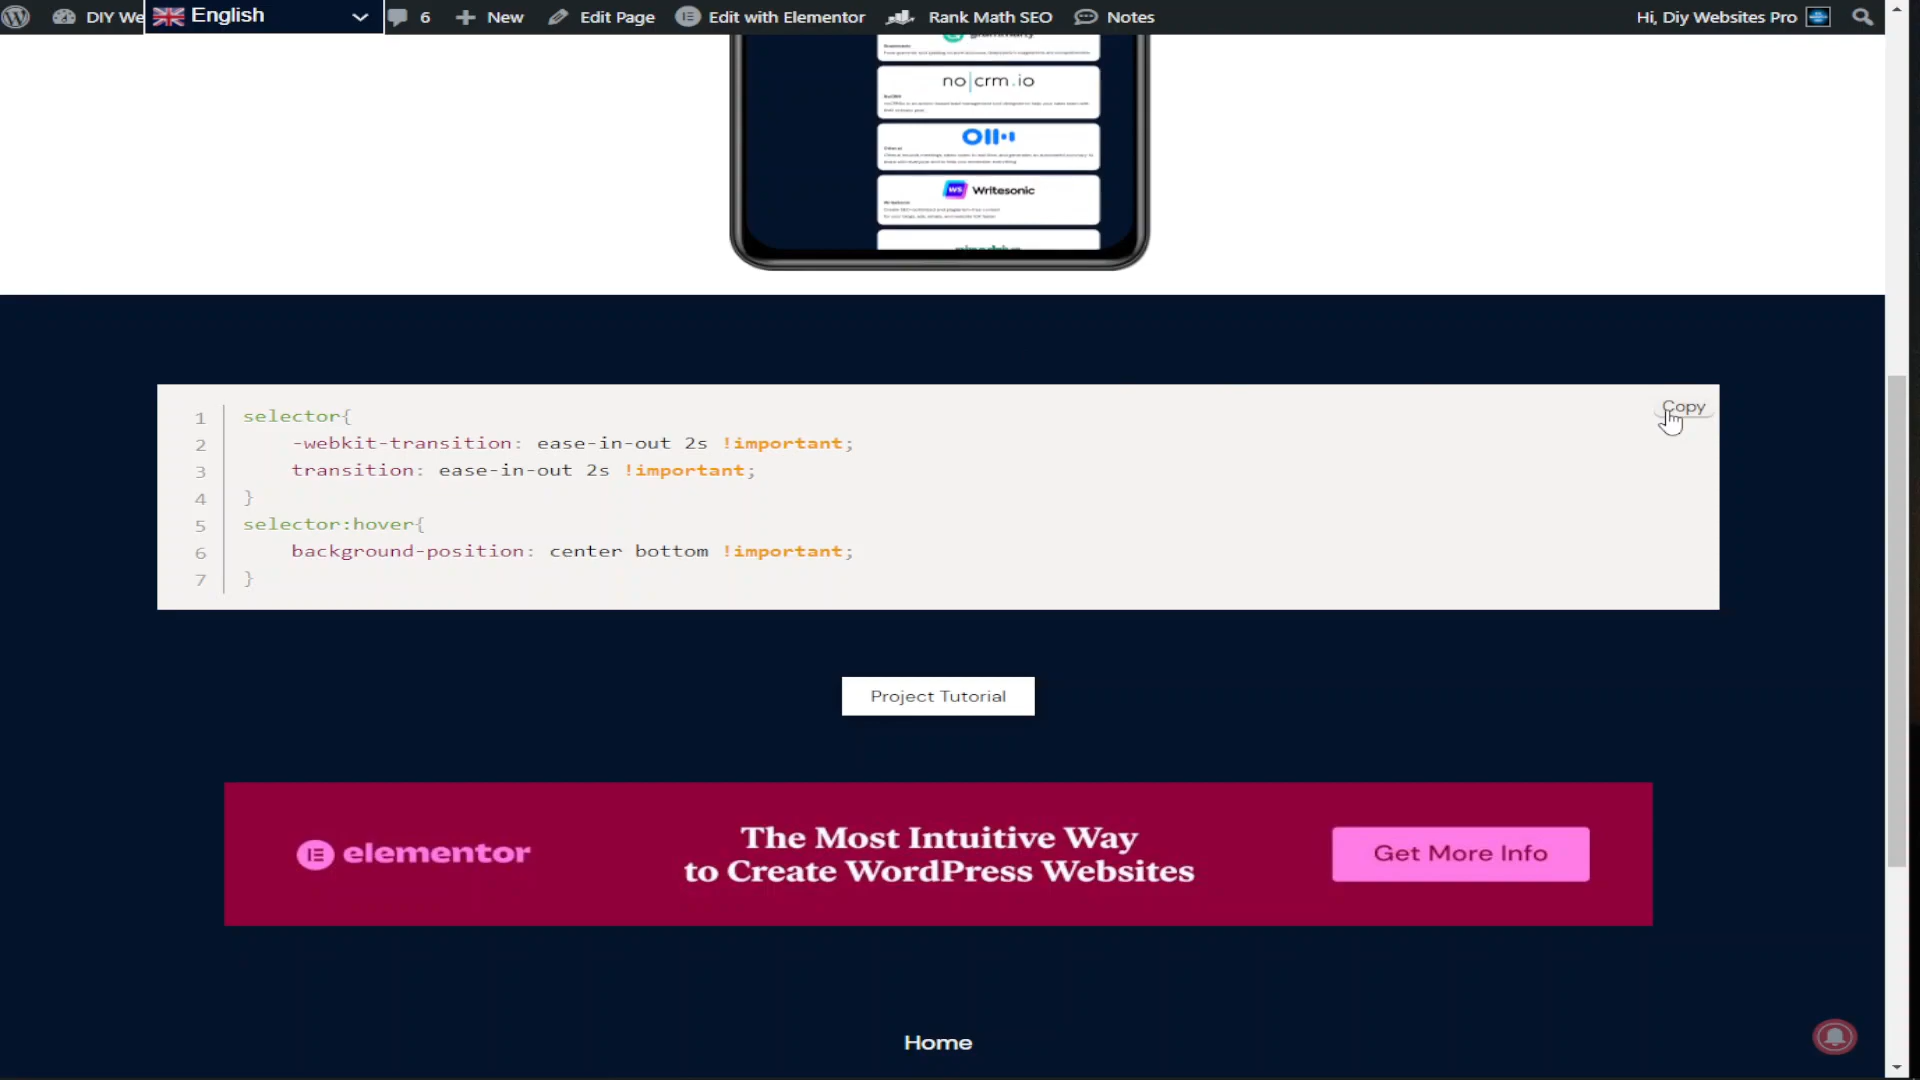 DIY We English 6 New Edit Page Edit with Elementor Rank Math SEO Notes Hi, Diy Websites Pro
no crm.io
WS Writesonic
Copy
1 selector{
2 -webkit-transition: ease-in-out 2s !important;
3 transition: ease-in-out 2s !important;
4 }
5 selector:hover{
6 background-position: center bottom !important;
7 }
Project Tutorial
elementor
The Most Intuitive Way
to Create WordPress Websites
Get More Info
Home